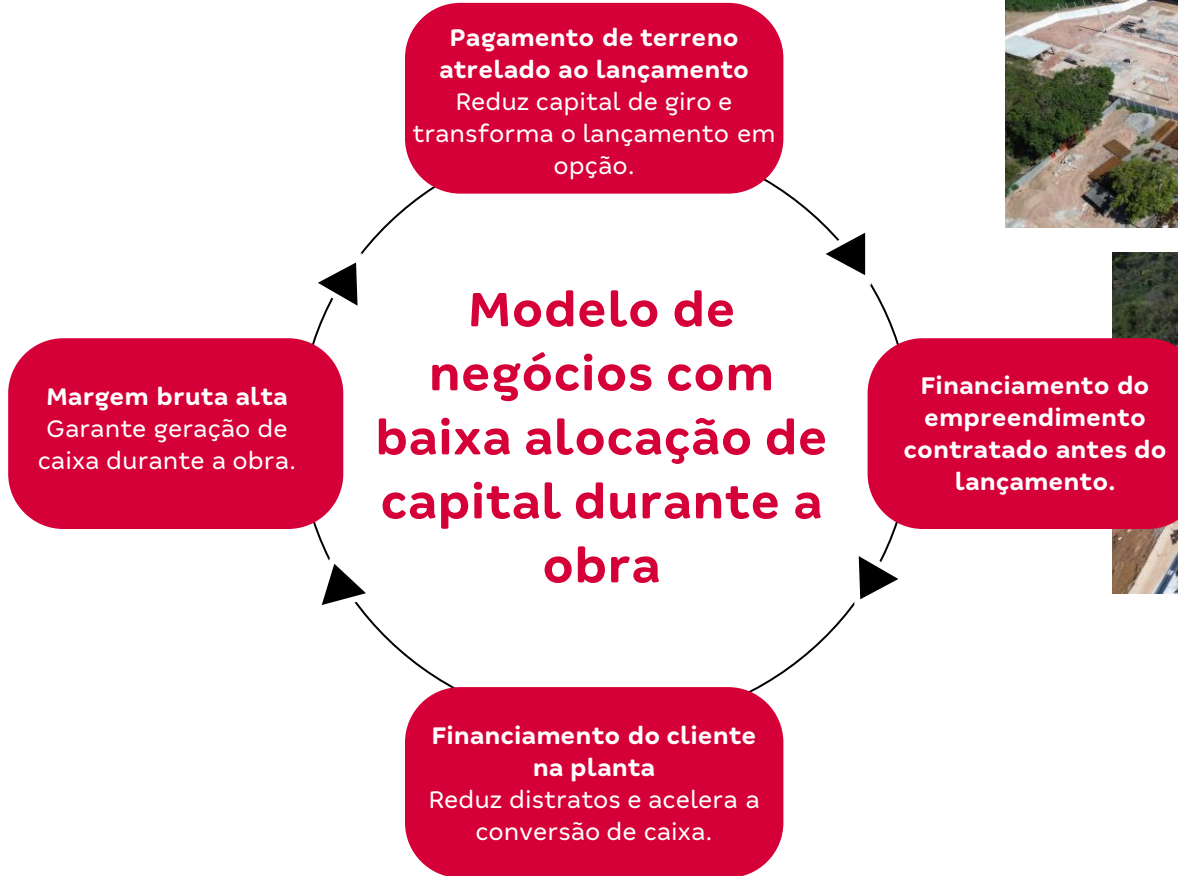 Pagamento de terreno
atrelado ao lançamento
Reduz capital de giro e
transforma o lançamento em
opção.
Modelo de
negócios com
baixa alocação de
capital durante a
obra
Margem bruta alta
Garante geração de
caixa durante a obra.
Financiamento do
empreendimento
contratado antes do
lançamento.
Financiamento do cliente
na planta
Reduz distratos e acelera a
conversão de caixa.